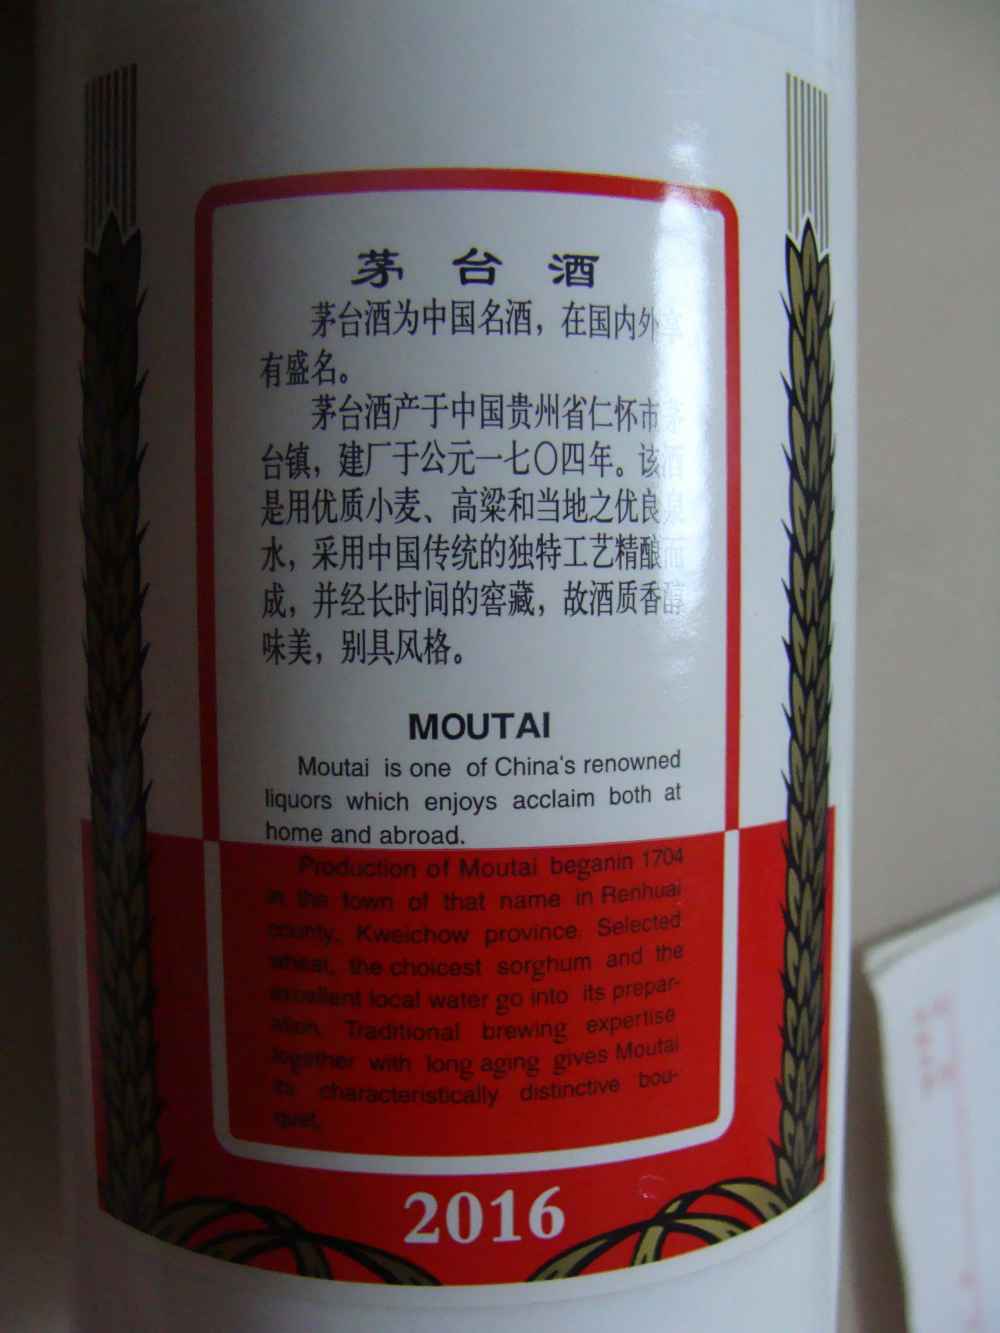 茅台酒
茅台酒为中国名酒，在国内外享
有盛名。
茅台酒产于中国贵州省仁怀市茅
台镇，建厂于公元一七〇四年。该酒
是用优质小麦、高粱和当地之优良泉
水，采用中国传统的独特工艺精酿而
成，并经长时间的窖藏，故酒质香醇
味美，别具风格。
MOUTAI
Moutai is one of China's renowned
liquors which enjoys acclaim both at
home and abroad.
Production of Moutai beganin 1704
in the town of that name in Renhuai
county, Kweichow province. Selected
wheat, the choicest sorghum and the
excellent local water go into its prepar-
ation. Traditional brewing expertise
together with long aging gives Moutai
its characteristically distinctive bou-
quet.
2016